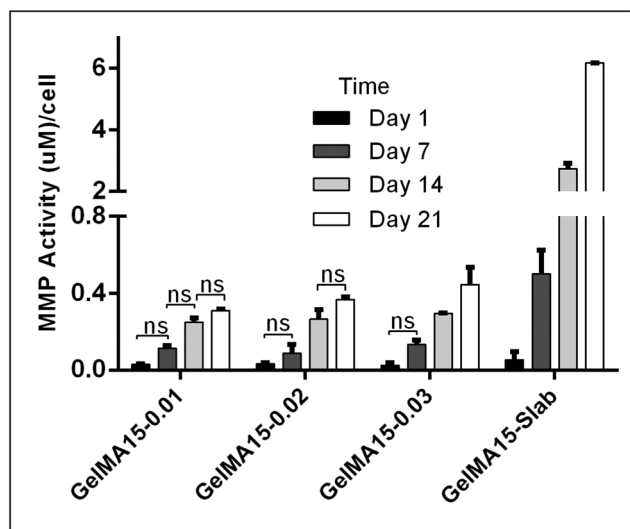 MMP Activity (uM)/cell
6
4
2
0.8
0.4
0.0
Time
Day 1
Day 7
Day 14
Day 21
ns
ns
ns
ns
ns
ns
GelMA15-0.01
GelMA15-0.02
GelMA15-0.03
GelMA15-Slab